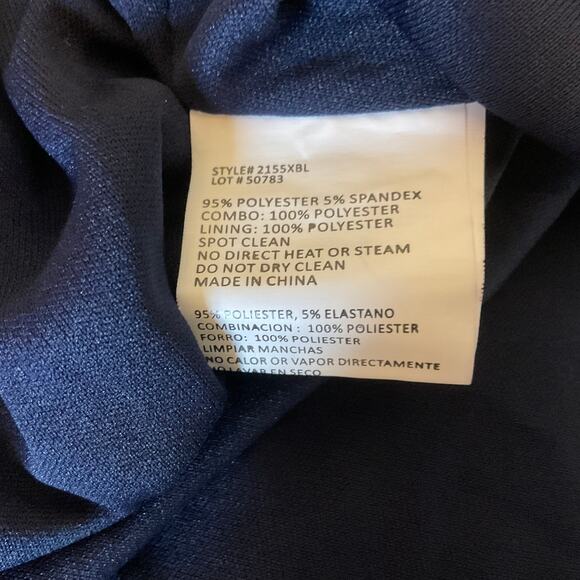 STYLE# 2155XBL
LOT # 50783
95% POLYESTER 5% SPANDEX
COMBO: 100% POLYESTER
LINING: 100% POLYESTER
SPOT CLEAN
NO DIRECT HEAT OR STEAM
DO NOT DRY CLEAN
MADE IN CHINA
95% POLIESTER, 5% ELASTANO
COMBINACION : 100% POLIESTER
FORRO: 100% POLIESTER
LIMPIAR MANCHAS
NO CALOR OR VAPOR DIRECTAMENTE
NO LAVAR EN SECO